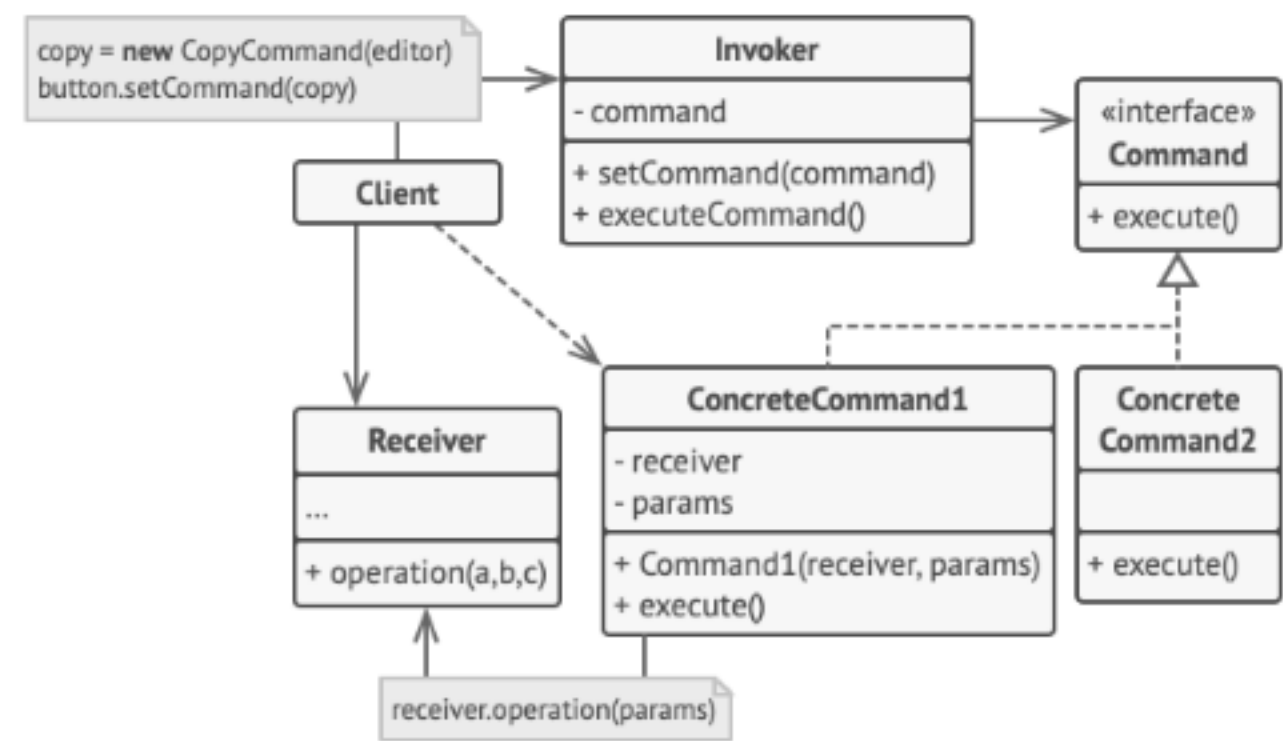 copy = new CopyCommand(editor)
button.setCommand(copy)
Client
Invoker
- command
+ setCommand(command)
+ executeCommand()
«interface»
Command
+ execute()
Receiver
...
+ operation(a,b,c)
ConcreteCommand1
- receiver
- params
+ Command1(receiver, params)
+ execute()
Concrete
Command2
+ execute()
receiver.operation(params)